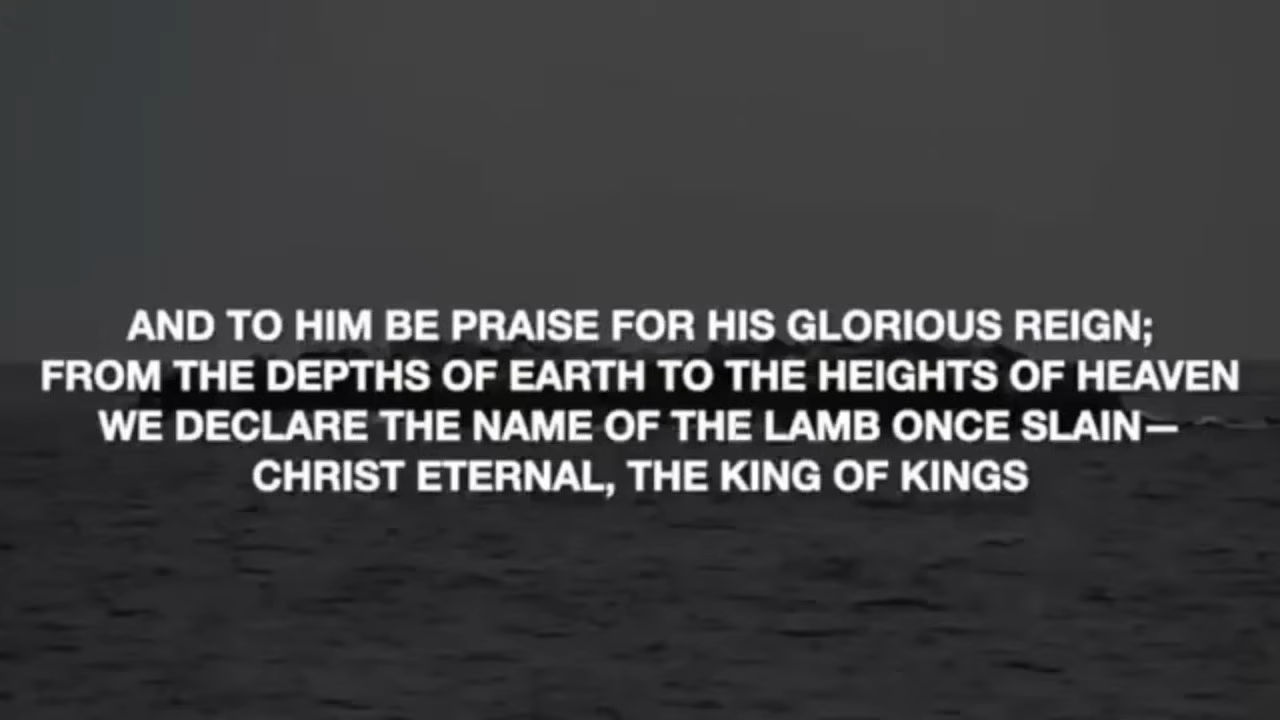 AND TO HIM BE PRAISE FOR HIS GLORIOUS REIGN;
FROM THE DEPTHS OF EARTH TO THE HEIGHTS OF HEAVEN
WE DECLARE THE NAME OF THE LAMB ONCE SLAIN—
CHRIST ETERNAL, THE KING OF KINGS